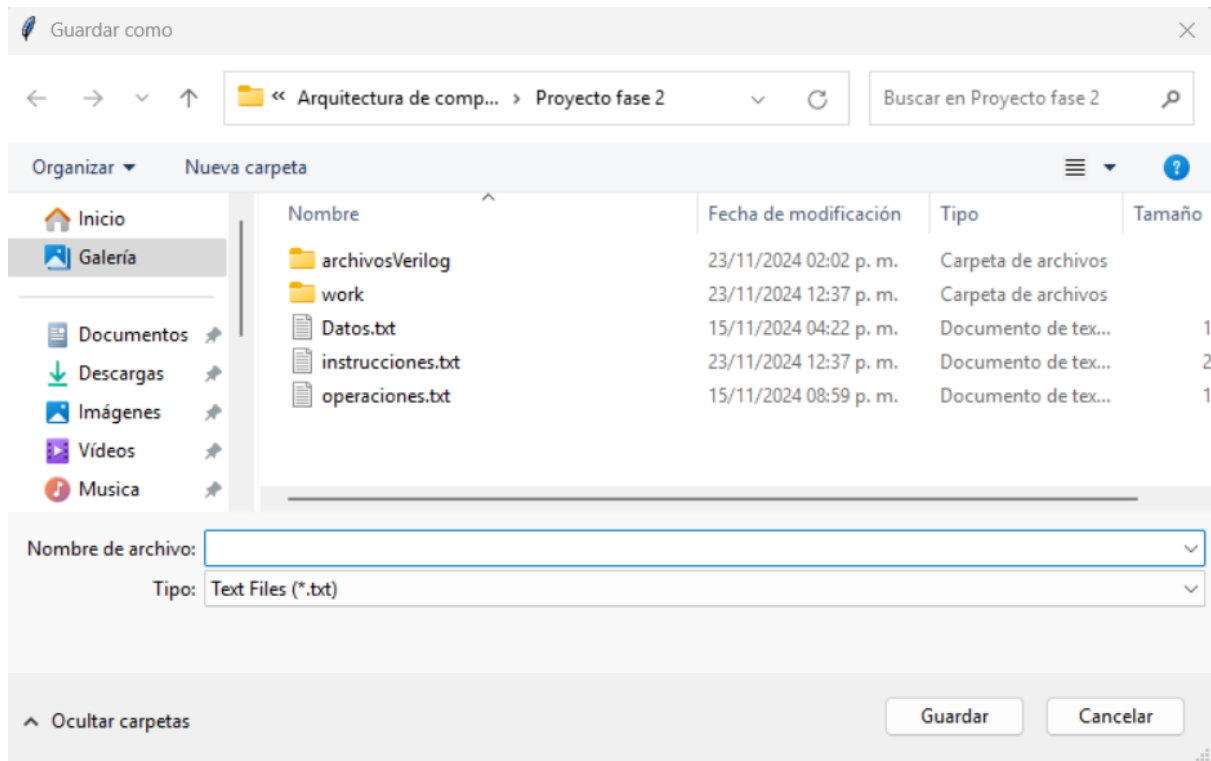 Guardar como
« Arquitectura de comp... › Proyecto fase 2 Buscar en Proyecto fase 2
Organizar Nueva carpeta ?
Inicio
Galería
Documentos
Descargas
Imágenes
Vídeos
Musica
Nombre Fecha de modificación Tipo Tamaño
archivosVerilog 23/11/2024 02:02 p. m. Carpeta de archivos
work 23/11/2024 12:37 p. m. Carpeta de archivos
Datos.txt 15/11/2024 04:22 p. m. Documento de tex... 1
instrucciones.txt 23/11/2024 12:37 p. m. Documento de tex... 2
operaciones.txt 15/11/2024 08:59 p. m. Documento de tex... 1
Nombre de archivo:
Tipo: Text Files (*.txt)
Ocultar carpetas Guardar Cancelar